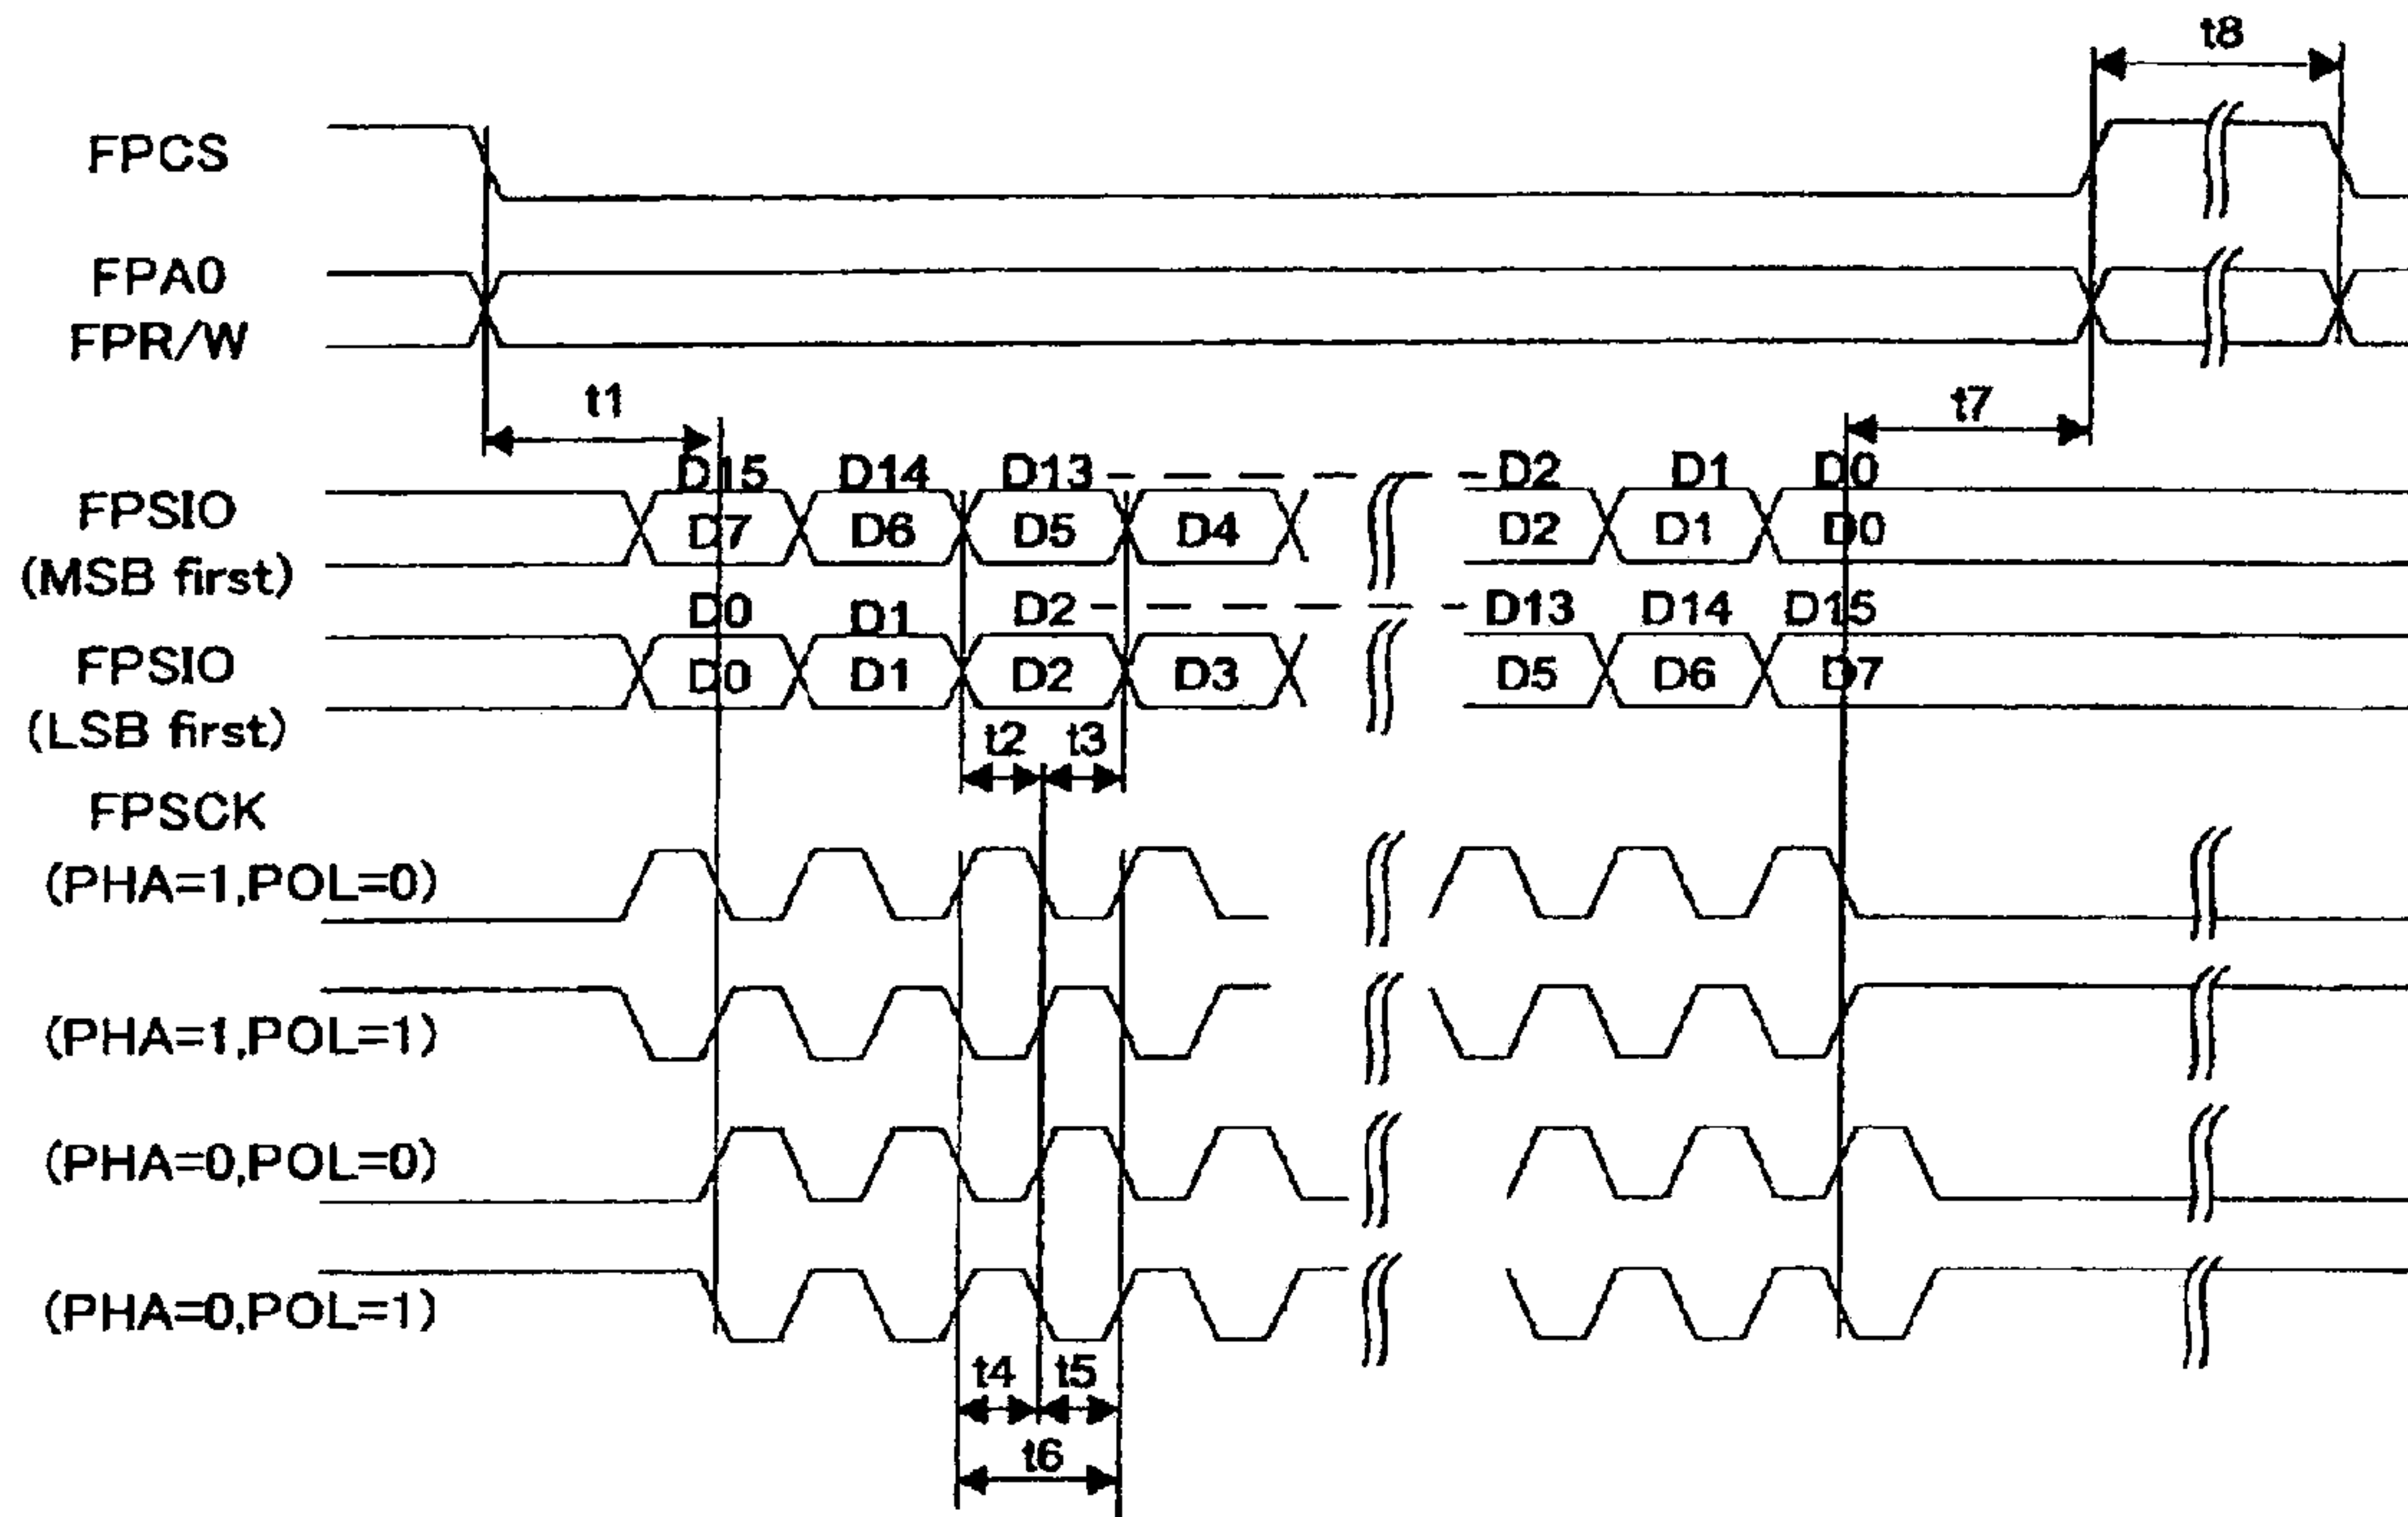 t8
FPCS
FPA0
FPR/W
t1
t7
D15 D14 D13 D2 D1 D0
FPSIO
(MSB first)
D7 D6 D5 D4 D2 D1 D0
D0 D1 D2 D13 D14 D15
FPSIO
(LSB first)
D0 D1 D2 D3 D5 D6 D7
t2 t3
FPSCK
(PHA=1,POL=0)
(PHA=1,POL=1)
(PHA=0,POL=0)
(PHA=0,POL=1)
t4 t5
t6